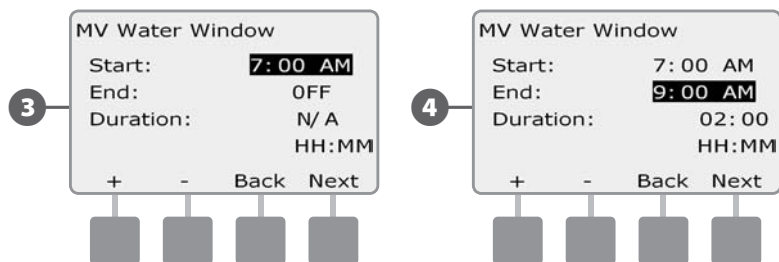 3
MV Water Window
Start: 7:00 AM
End: 0FF
Duration: N/A
HH:MM
+ - Back Next
4
MV Water Window
Start: 7:00 AM
End: 9:00 AM
Duration: 02:00
HH:MM
+ - Back Next